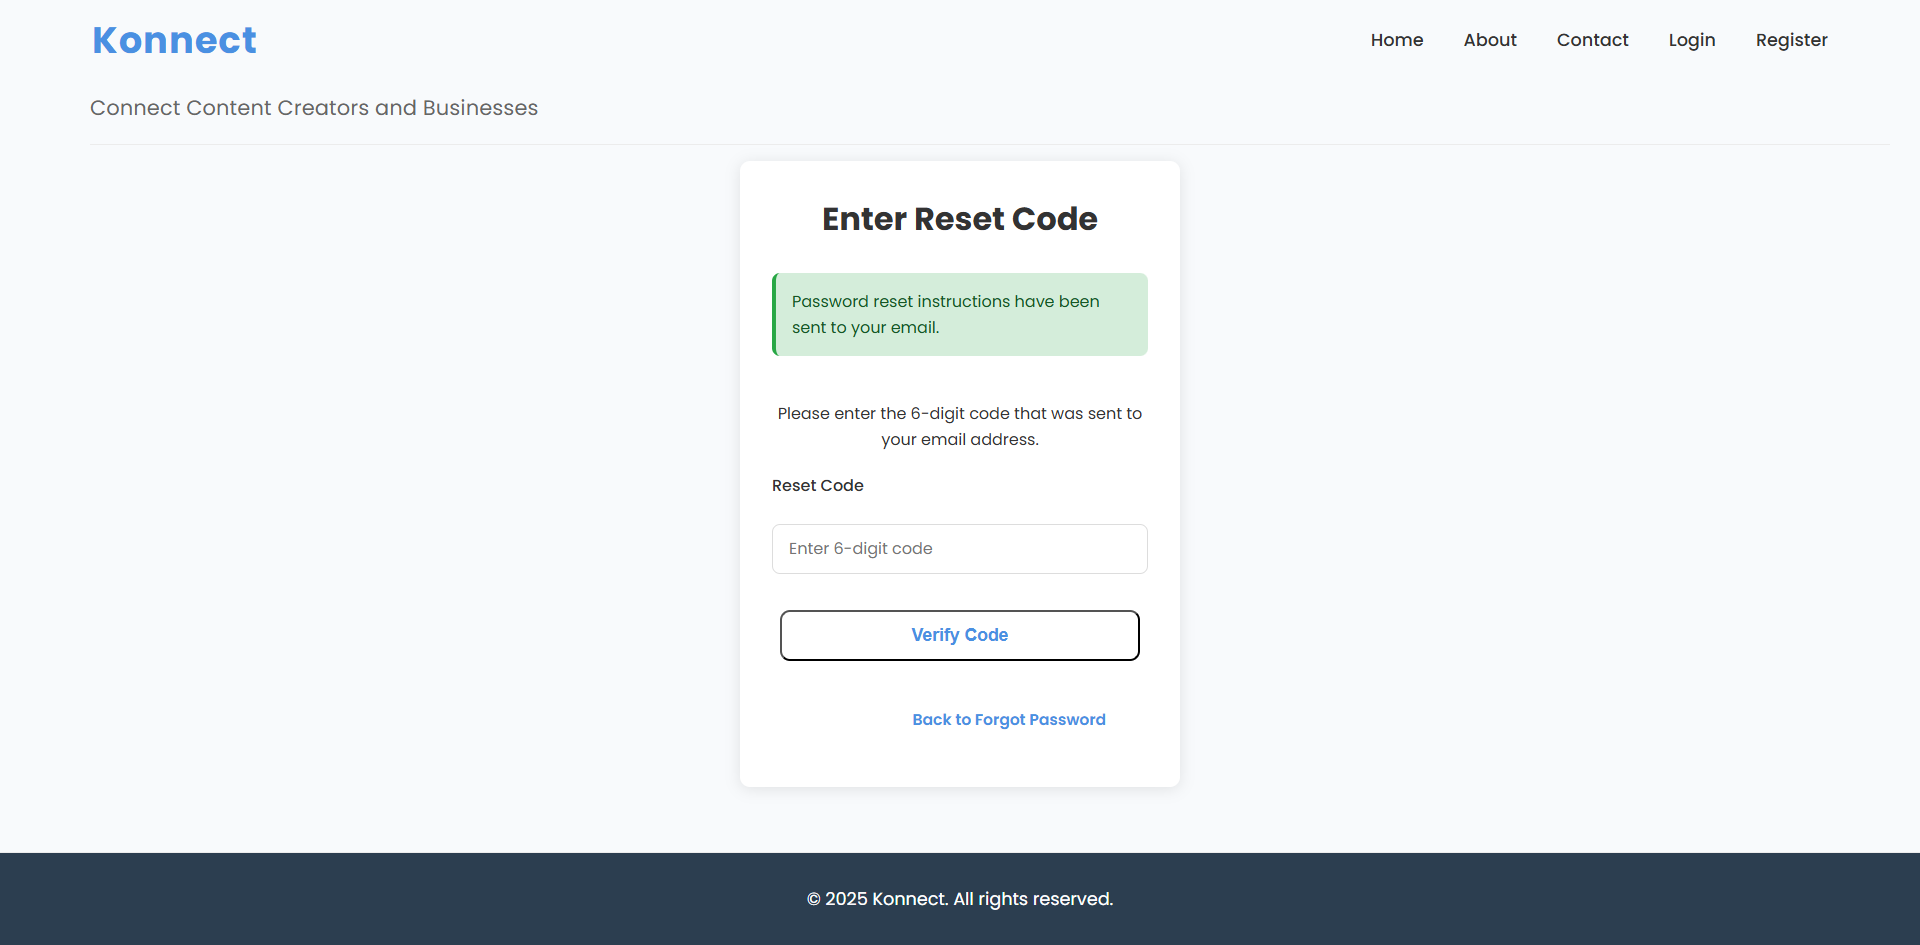 Konnect
Home About Contact Login Register
Connect Content Creators and Businesses
Enter Reset Code
Password reset instructions have been
sent to your email.
Please enter the 6-digit code that was sent to
your email address.
Reset Code
Enter 6-digit code
Verify Code
Back to Forgot Password
© 2025 Konnect. All rights reserved.